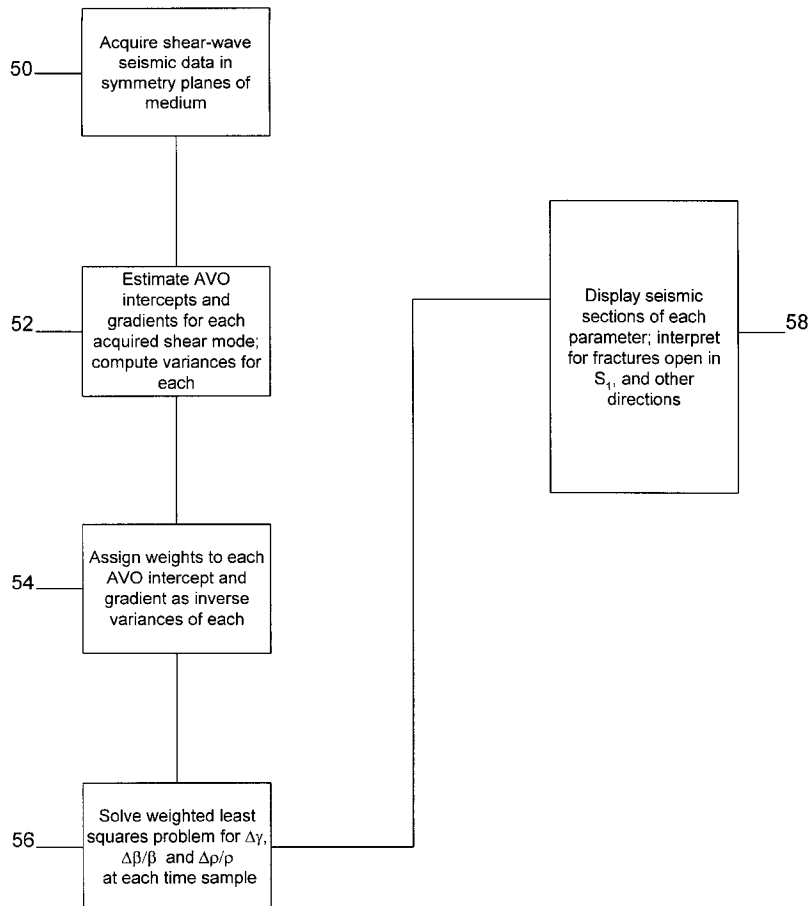 50
Acquire shear-wave
seismic data in
symmetry planes of
medium
52
Estimate AVO
intercepts and
gradients for each
acquired shear mode;
compute variances for
each
54
Assign weights to each
AVO intercept and
gradient as inverse
variances of each
56
Solve weighted least
squares problem for Δγ,
Δβ/β and Δρ/ρ
at each time sample
Display seismic
sections of each
parameter; interpret
for fractures open in
S₁, and other
directions
58